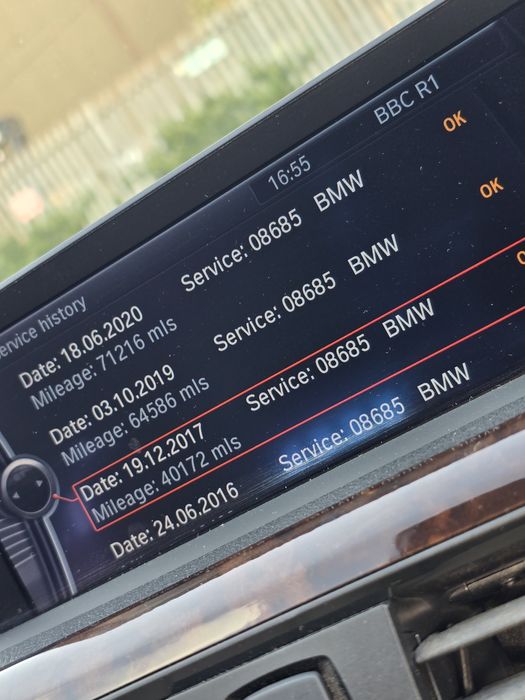 BBC R1
16:55
ervice history
Date: 18.06.2020 Service: 08685 BMW OK
Mileage: 71216 mls
Date: 03.10.2019 Service: 08685 BMW OK
Mileage: 64586 mls
Date: 19.12.2017 Service: 08685 BMW
Mileage: 40172 mls
Date: 24.06.2016 Service: 08685 BMW